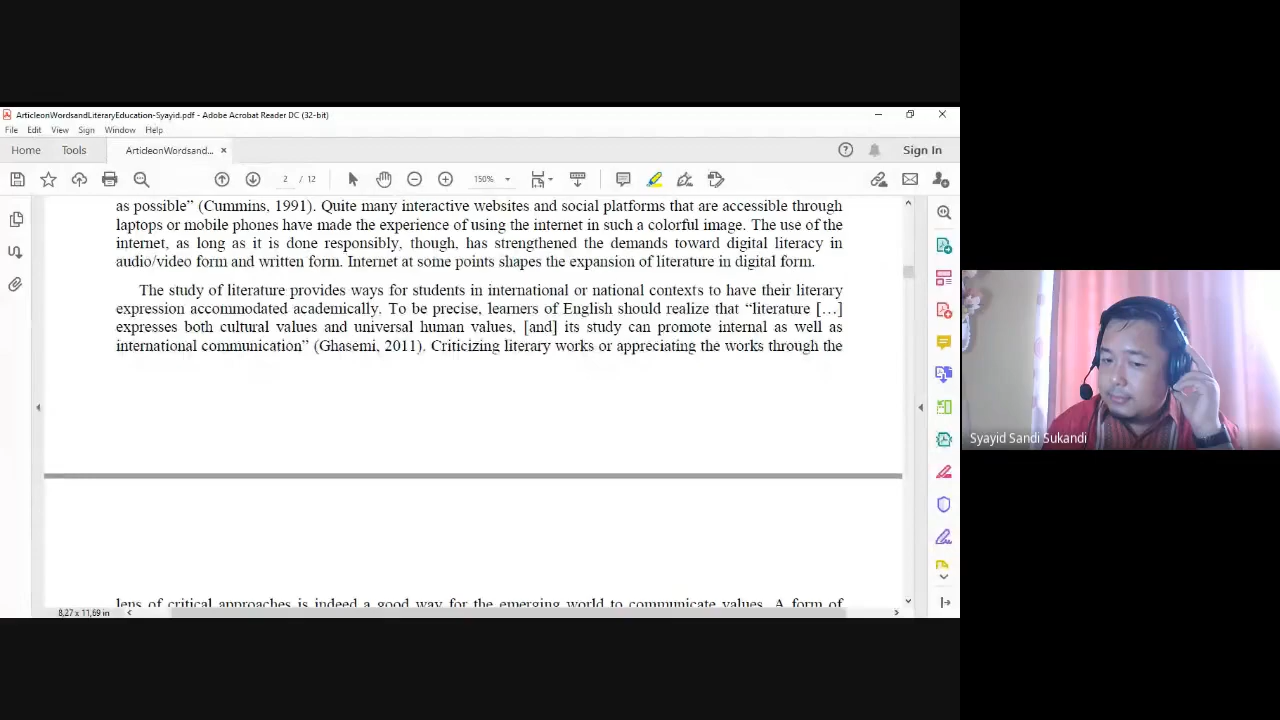 ArticleonWordsandLiteraryEducation-Syayid.pdf - Adobe Acrobat Reader DC (32-bit)
File Edit View Sign Window Help
Home Tools ArticleonWordsand... × Sign In
2 / 12 150%
as possible” (Cummins, 1991). Quite many interactive websites and social platforms that are accessible through
laptops or mobile phones have made the experience of using the internet in such a colorful image. The use of the
internet, as long as it is done responsibly, though, has strengthened the demands toward digital literacy in
audio/video form and written form. Internet at some points shapes the expansion of literature in digital form.
The study of literature provides ways for students in international or national contexts to have their literary
expression accommodated academically. To be precise, learners of English should realize that “literature […]
expresses both cultural values and universal human values, [and] its study can promote internal as well as
international communication” (Ghasemi, 2011). Criticizing literary works or appreciating the works through the
lens of critical approaches is indeed a good way for the emerging world to communicate values. A form of
8,27 x 11,69 in
Syayid Sandi Sukandi